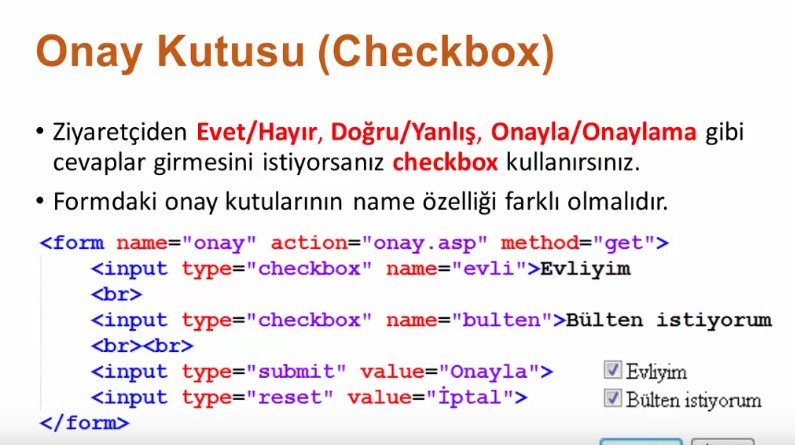 Onay Kutusu (Checkbox)
• Ziyaretçiden Evet/Hayır, Doğru/Yanlış, Onayla/Onaylama gibi
cevaplar girmesini istiyorsanız checkbox kullanırsınız.
• Formdaki onay kutularının name özelliği farklı olmalıdır.
<form name="onay" action="onay.asp" method="get">
<input type="checkbox" name="evli">Evliyim
<br>
<input type="checkbox" name="bulten">Bülten istiyorum
<br><br>
<input type="submit" value="Onayla">
<input type="reset" value="İptal">
</form>
Evliyim
Bülten istiyorum